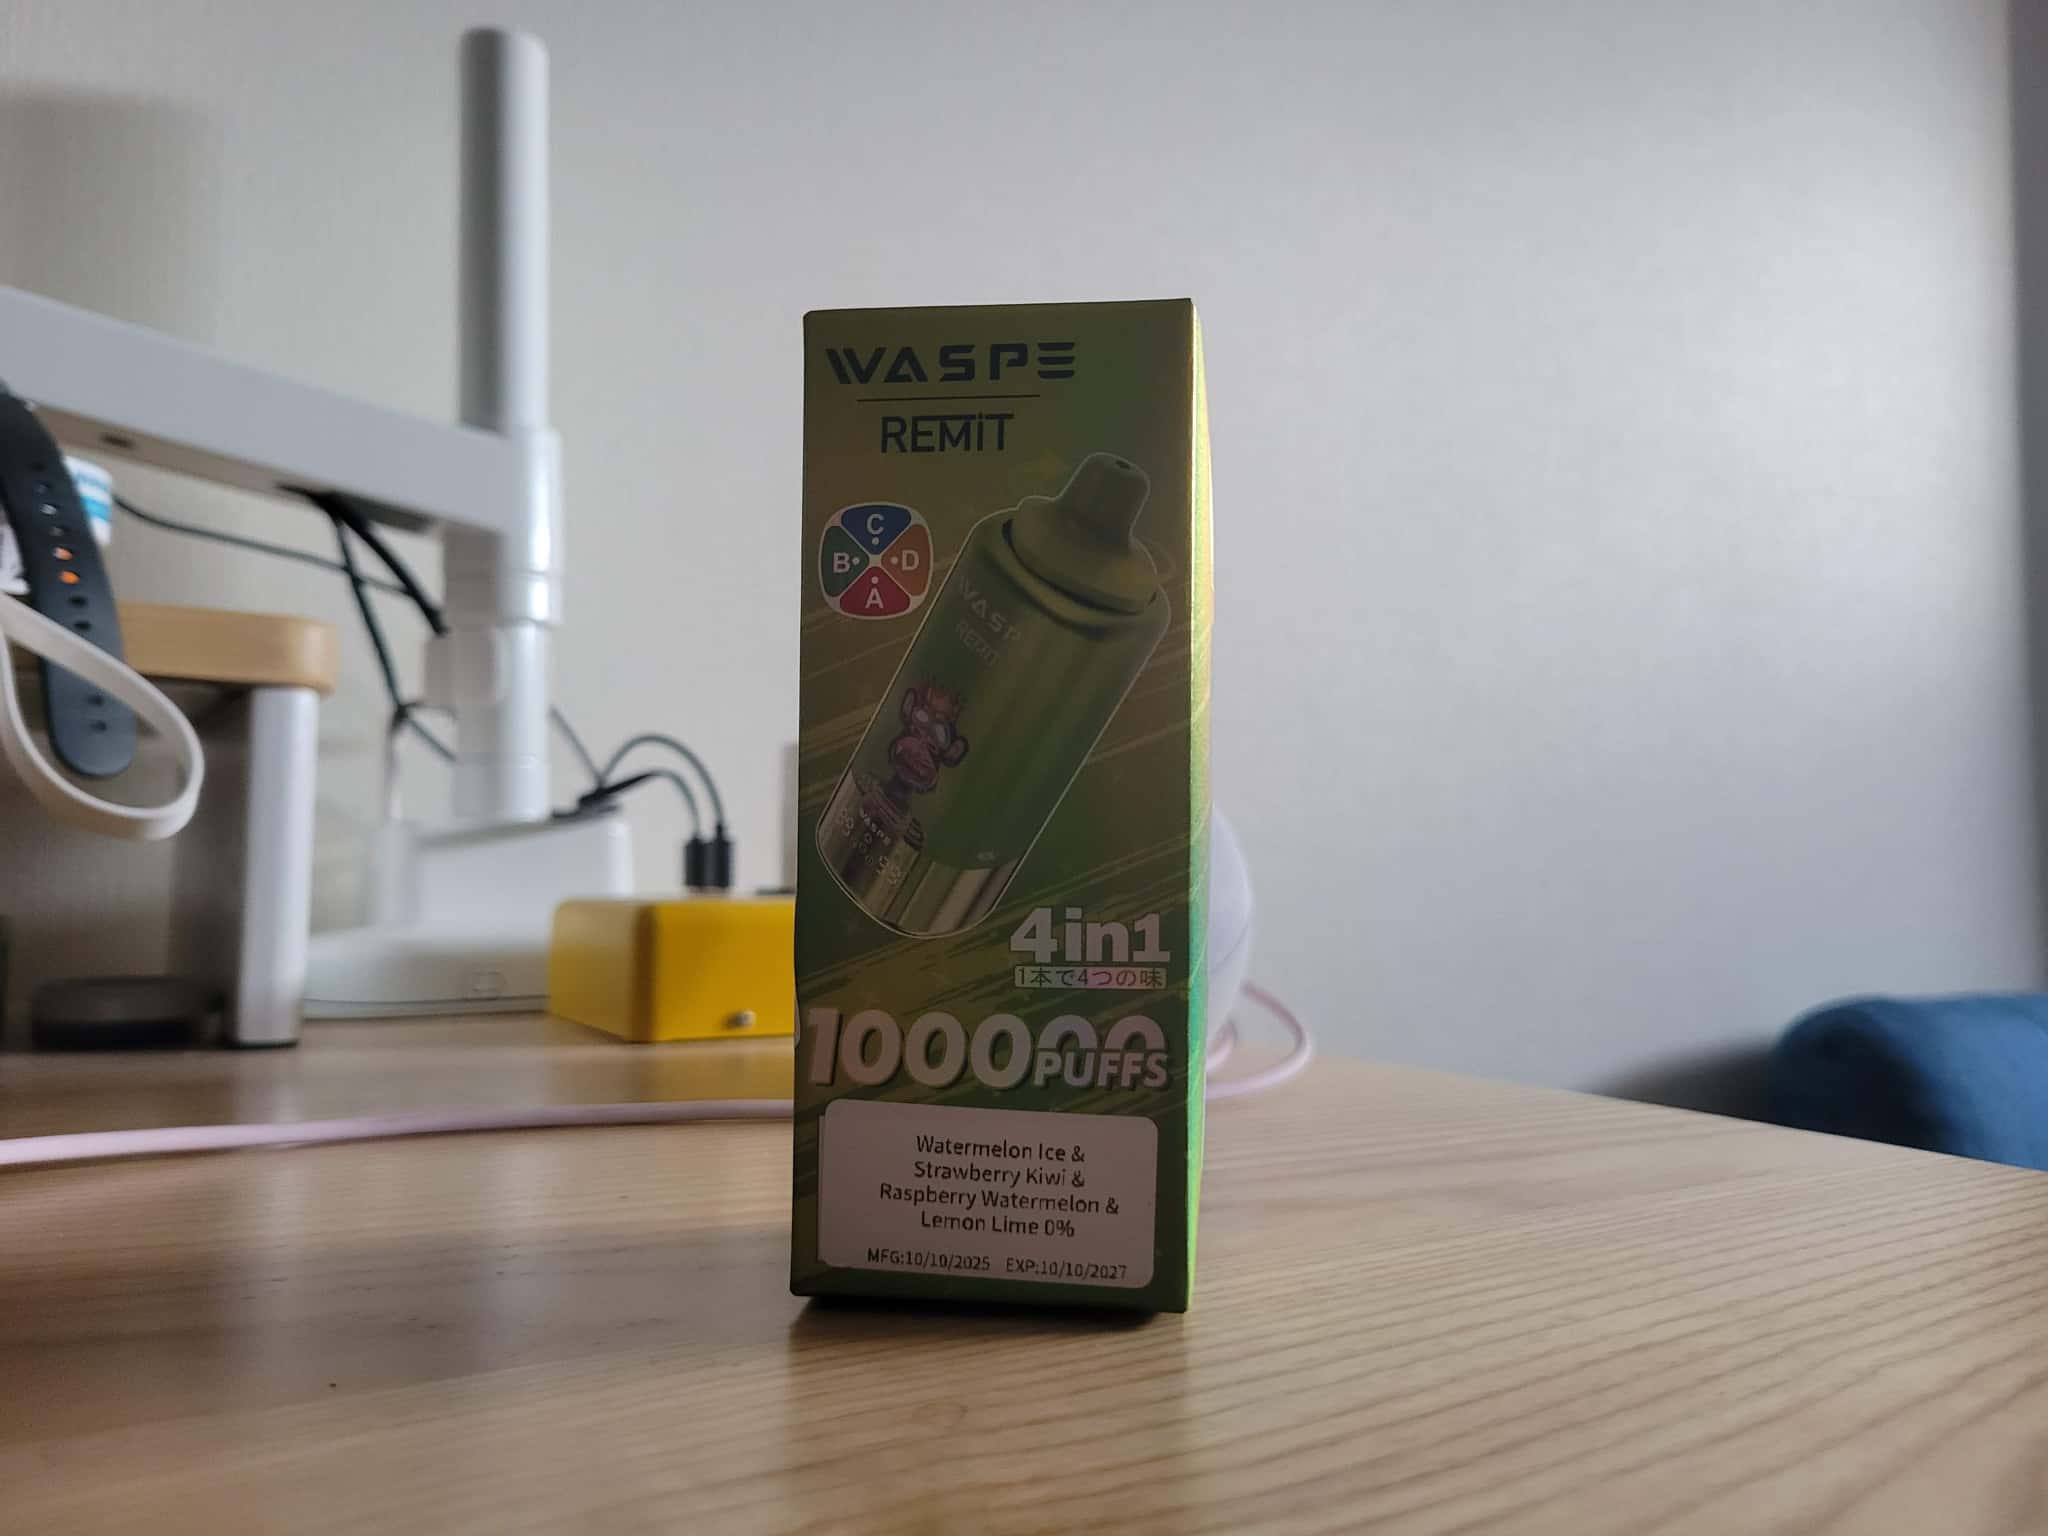 WASPE
REMiT
C
B
D
A
WASP
REMIT
WASPE
4in1
1本で4つの味
100000
PUFFS
Watermelon Ice &
Strawberry Kiwi &
Raspberry Watermelon &
Lemon Lime 0%
MFG:10/10/2025 EXP:10/10/2027